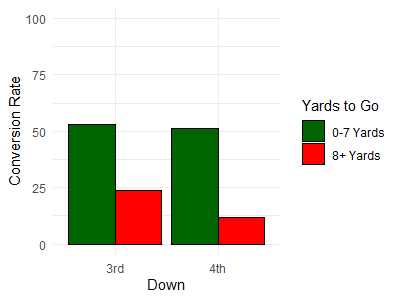 100
75
50
25
0
Conversion Rate
3rd
4th
Down
Yards to Go
0-7 Yards
8+ Yards